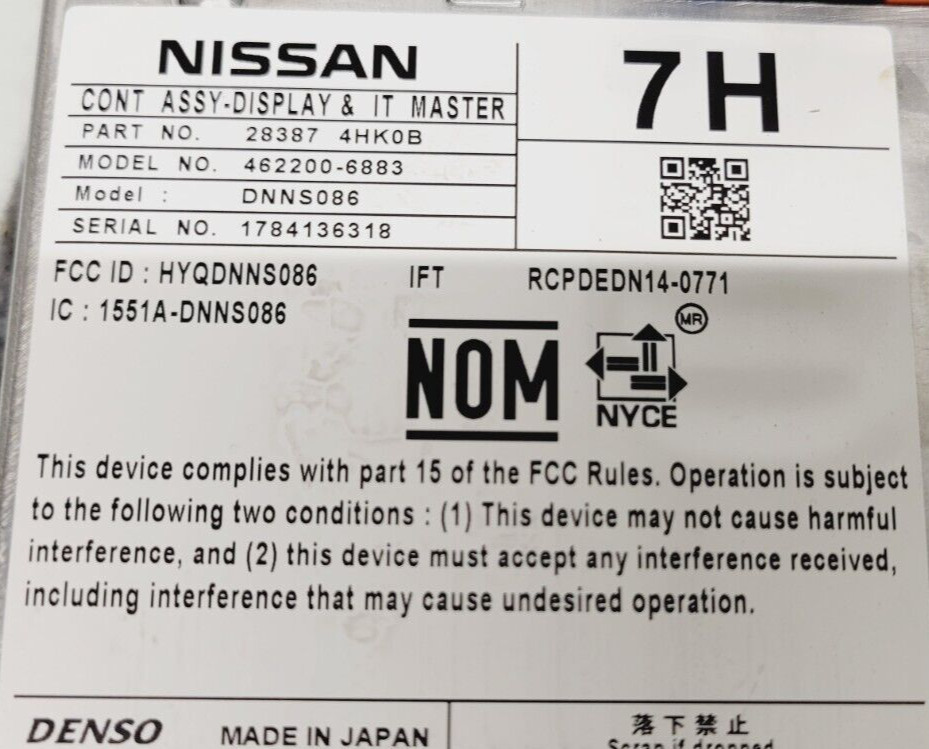 NISSAN
7H
CONT ASSY-DISPLAY & IT MASTER
PART NO. 28387 4HK0B
MODEL NO. 462200-6883
Model : DNNS086
SERIAL NO. 1784136318
FCC ID : HYQDNNS086 IFT RCPDEDN14-0771
IC : 1551A-DNNS086
MR
NOM
NYCE
This device complies with part 15 of the FCC Rules. Operation is subject
to the following two conditions : (1) This device may not cause harmful
interference, and (2) this device must accept any interference received,
including interference that may cause undesired operation.
DENSO MADE IN JAPAN
落下禁止
Scrap if dropped